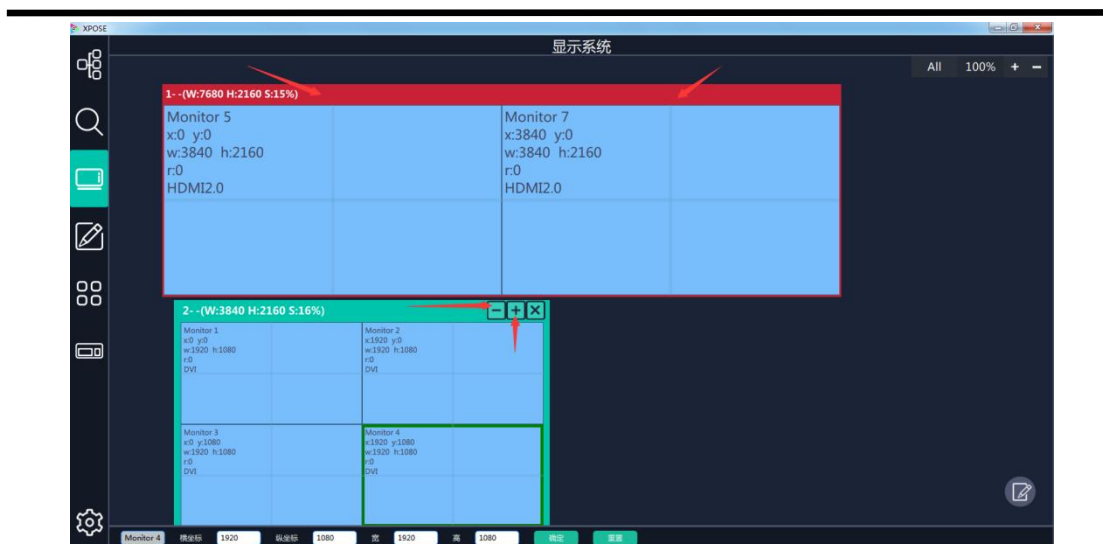 XPOSE
显示系统
All 100% + -
1- -(W:7680 H:2160 S:15%)
Monitor 5
x:0 y:0
w:3840 h:2160
r:0
HDMI2.0
Monitor 7
x:3840 y:0
w:3840 h:2160
r:0
HDMI2.0
2- -(W:3840 H:2160 S:16%)
Monitor 1
x:0 y:0
w:1920 h:1080
r:0
DVI
Monitor 2
x:1920 y:0
w:1920 h:1080
r:0
DVI
Monitor 3
x:0 y:1080
w:1920 h:1080
r:0
DVI
Monitor 4
x:1920 y:1080
w:1920 h:1080
r:0
DVI
Monitor 4 横坐标 1920 纵坐标 1080 宽 1920 高 1080 确定 重置